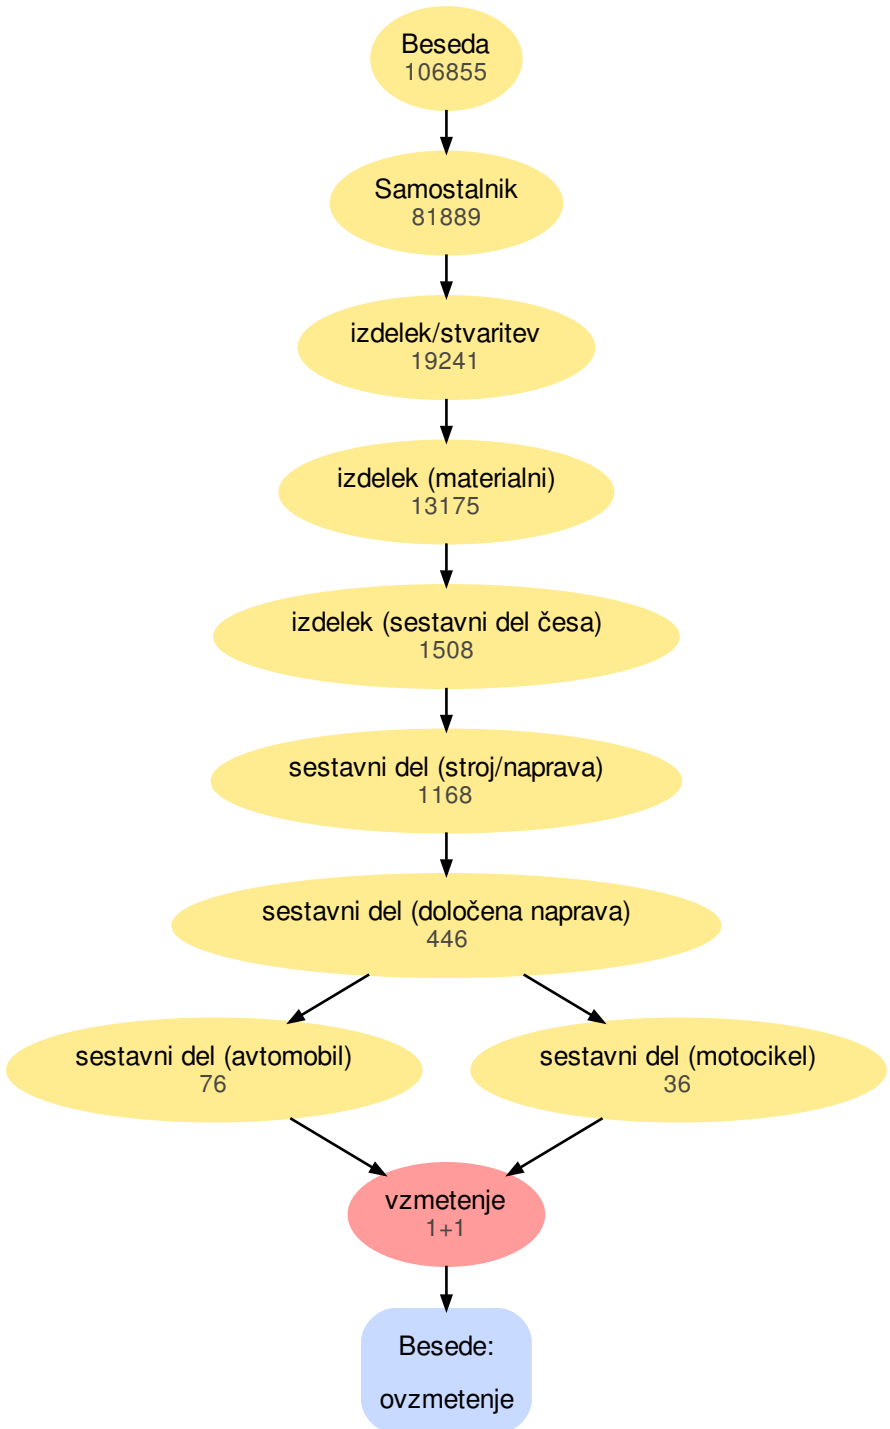 Beseda
106855
Samostalnik
81889
izdelek/stvaritev
19241
izdelek (materialni)
13175
izdelek (sestavni del česa)
1508
sestavni del (stroj/naprava)
1168
sestavni del (določena naprava)
446
sestavni del (avtomobil)
76
sestavni del (motocikel)
36
vzmetenje
1+1
Besede:
ovzmetenje